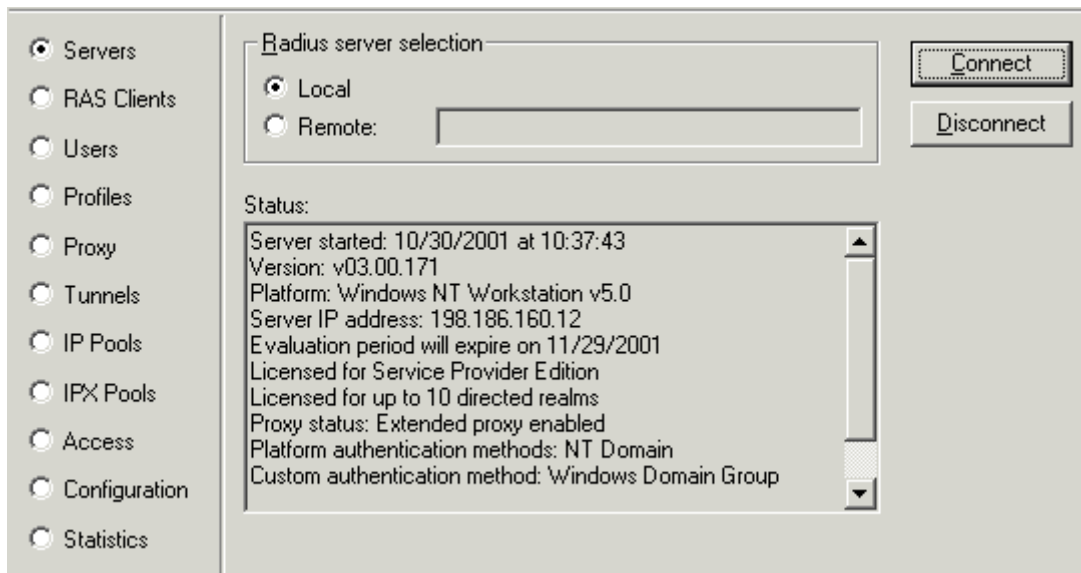 Servers
RAS Clients
Users
Profiles
Proxy
Tunnels
IP Pools
IPX Pools
Access
Configuration
Statistics
Radius server selection
Local
Remote:
Status:
Server started: 10/30/2001 at 10:37:43
Version: v03.00.171
Platform: Windows NT Workstation v5.0
Server IP address: 198.186.160.12
Evaluation period will expire on 11/29/2001
Licensed for Service Provider Edition
Licensed for up to 10 directed realms
Proxy status: Extended proxy enabled
Platform authentication methods: NT Domain
Custom authentication method: Windows Domain Group
Connect
Disconnect